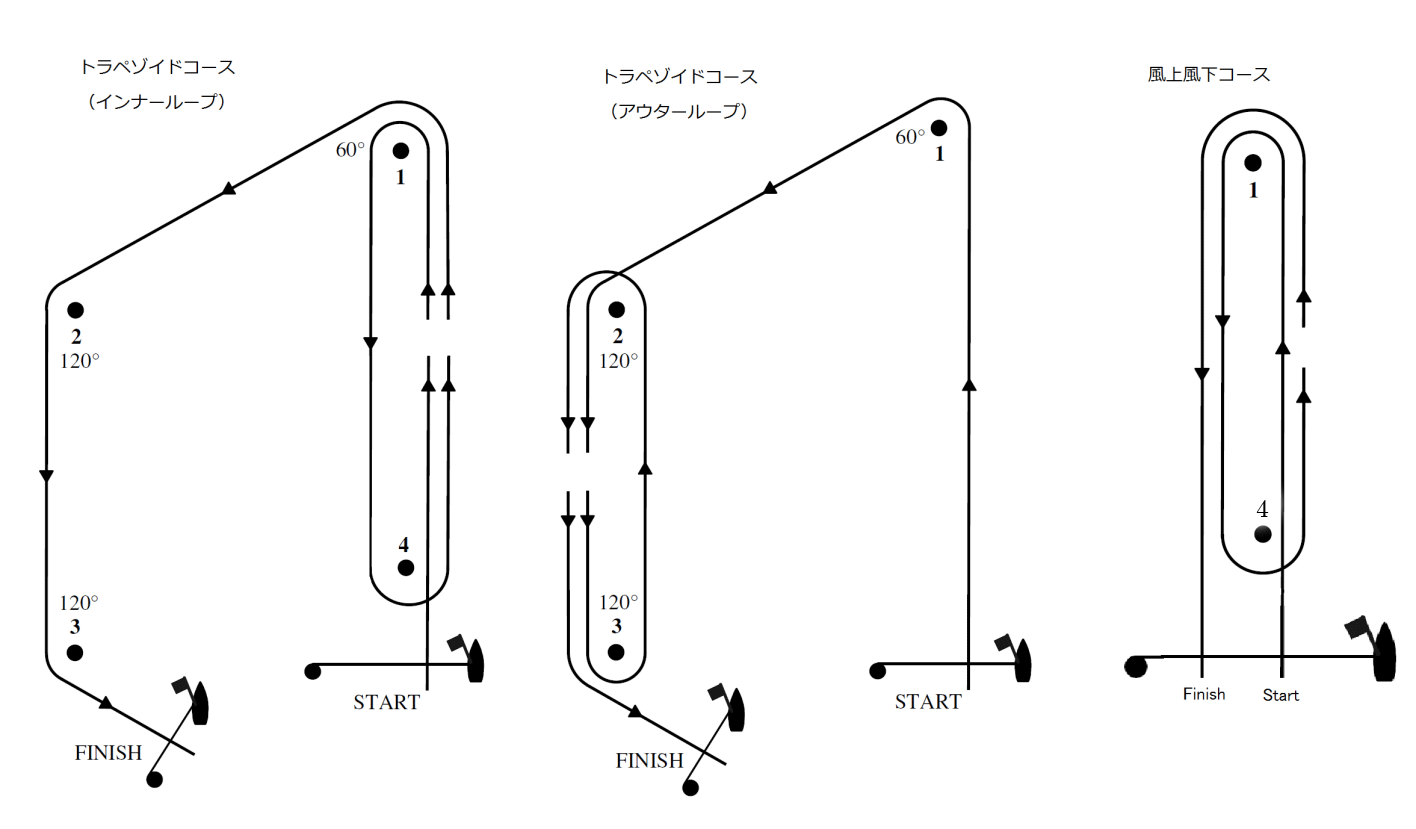 トラペゾイドコース
（インナーループ）
60°
1
2
120°
4
120°
3
START
FINISH
トラペゾイドコース
（アウターループ）
60°
1
2
120°
120°
3
START
FINISH
風上風下コース
1
4
Finish
Start